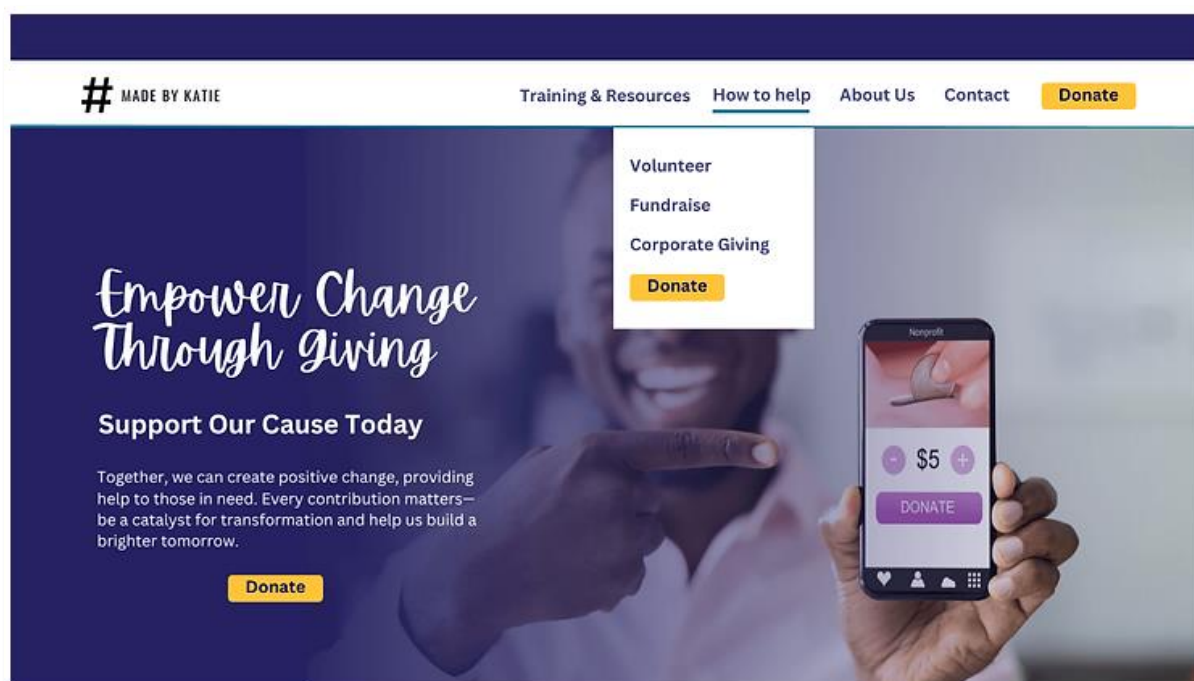 # MADE BY KATIE
Training & Resources
How to help
About Us
Contact
Donate
Volunteer
Fundraise
Corporate Giving
Donate
Empower Change
Through Giving
Support Our Cause Today
Together, we can create positive change, providing
help to those in need. Every contribution matters—
be a catalyst for transformation and help us build a
brighter tomorrow.
Donate
Nonprofit
- $5 +
DONATE